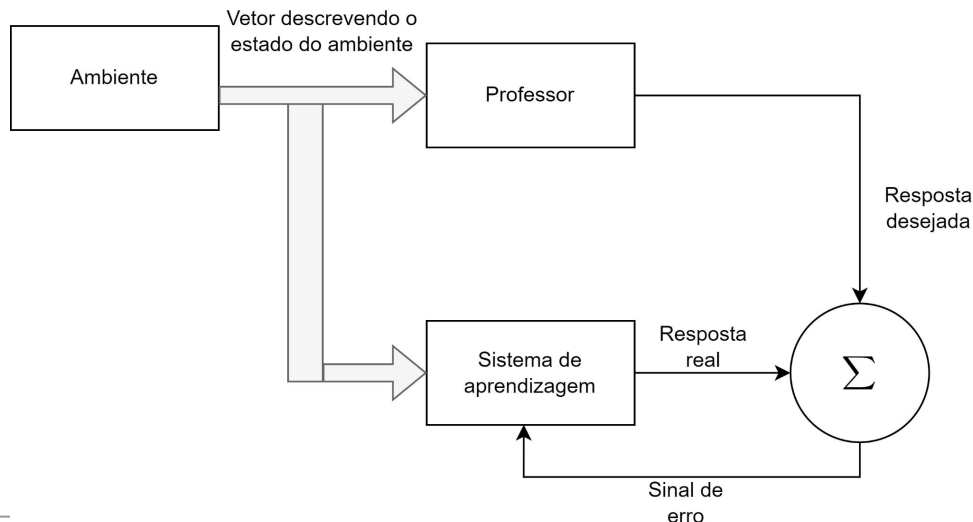 Vetor descrevendo o
estado do ambiente
Ambiente
Professor
Resposta
desejada
Sistema de
aprendizagem
Resposta
real
Σ
Sinal de
erro